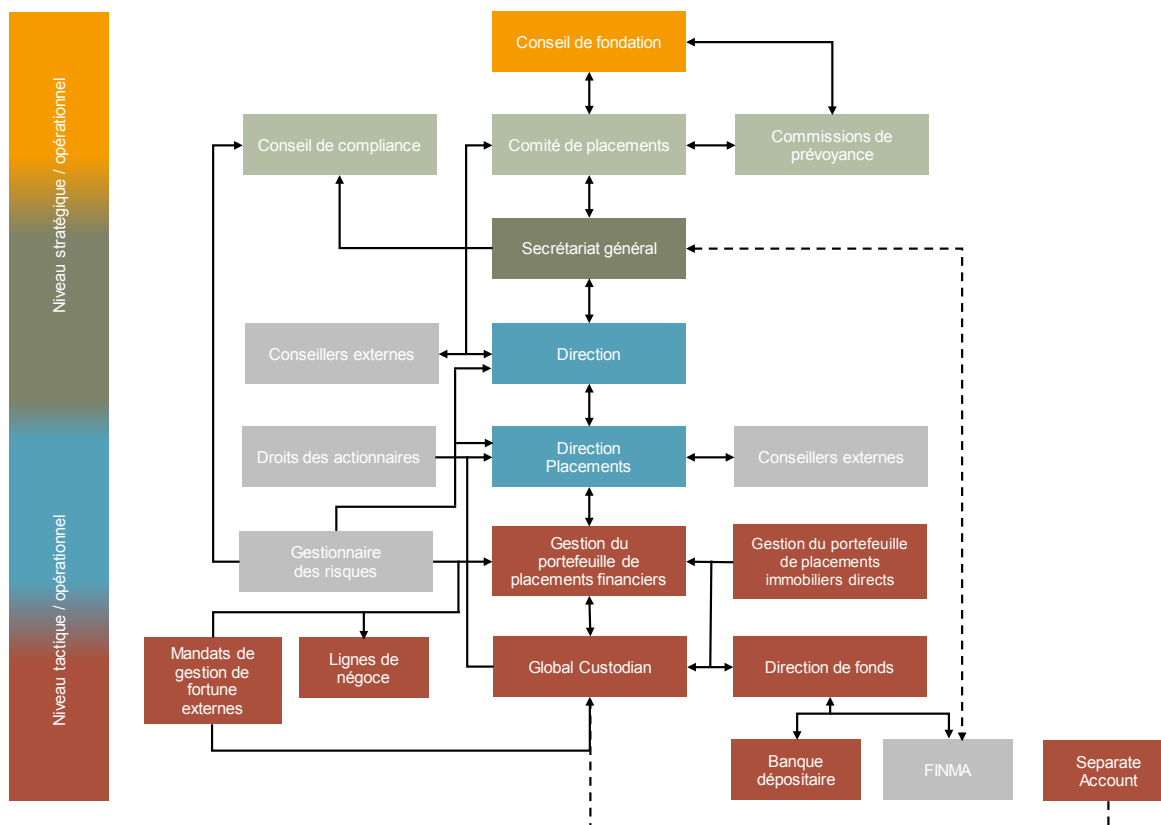 Niveau stratégique / opérationnel
Niveau tactique / opérationnel
Conseil de fondation
Conseil de compliance
Comité de placements
Commissions de
prévoyance
Secrétariat général
Conseillers externes
Direction
Droits des actionnaires
Direction
Placements
Conseillers externes
Gestionnaire
des risques
Gestion du
portefeuille de
placements financiers
Gestion du portefeuille
de placements
immobiliers directs
Mandats de
gestion de
fortune
externes
Lignes de
négoce
Global Custodian
Direction de fonds
Banque
dépositaire
FINMA
Separate
Account